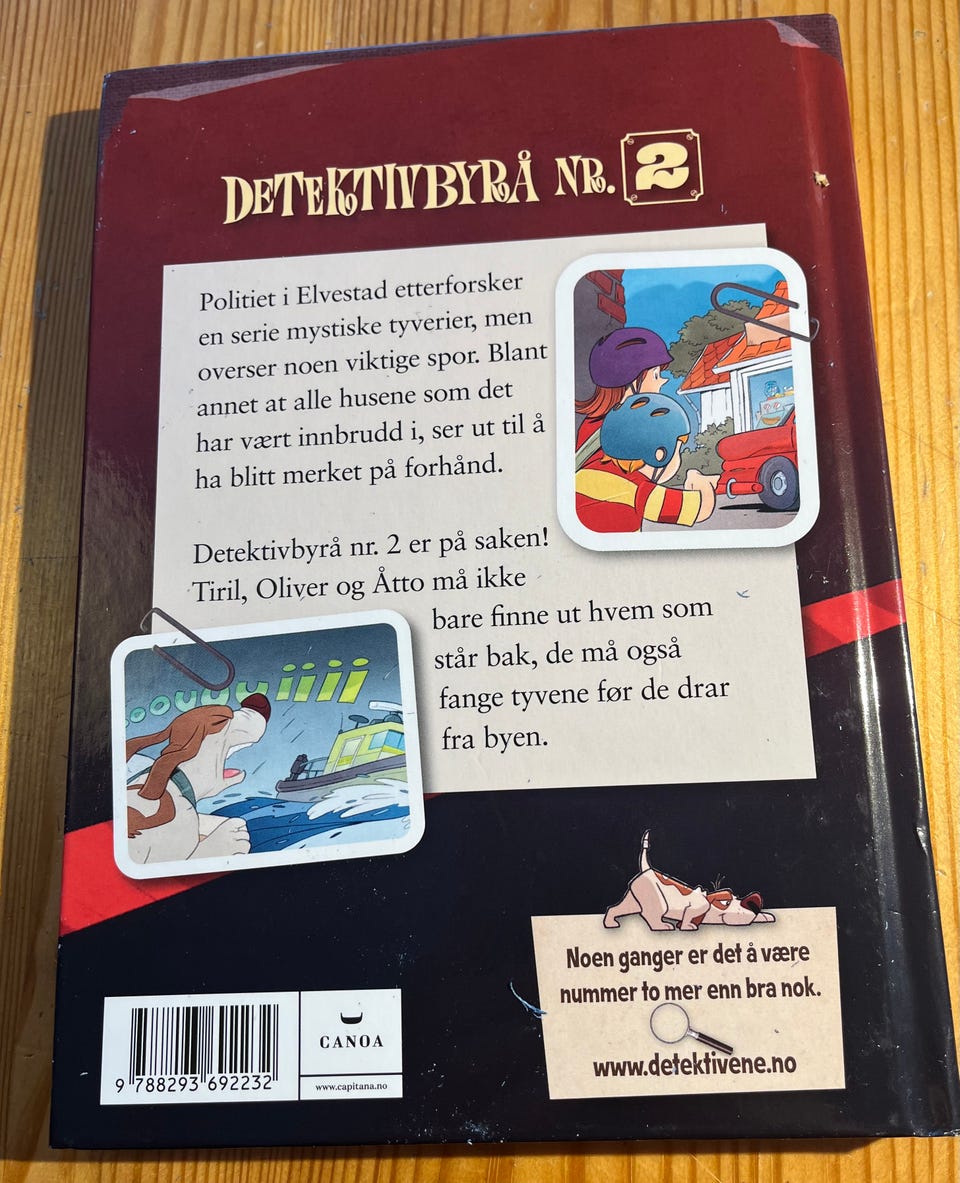 DETEKTIVBYRÅ NR. 2
Politiet i Elvestad etterforsker
en serie mystiske tyverier, men
overser noen viktige spor. Blant
annet at alle husene som det
har vært innbrudd i, ser ut til å
ha blitt merket på forhånd.
Detektivbyrå nr. 2 er på saken!
Tiril, Oliver og Åtto må ikke
bare finne ut hvem som
står bak, de må også
fange tyvene før de drar
fra byen.
Noen ganger er det å være
nummer to mer enn bra nok.
www.detektivene.no
CANOA
www.capitana.no
9 788293 692232